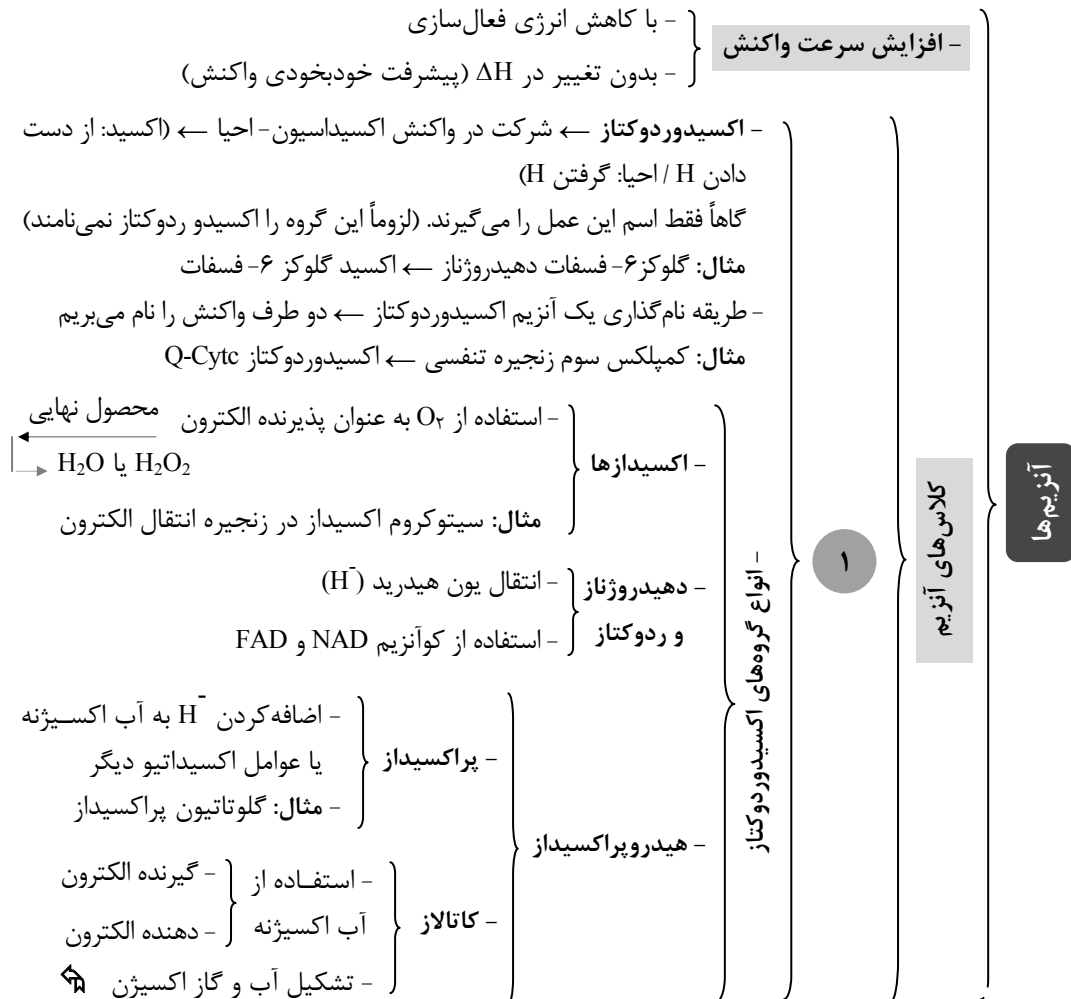 آنزیم‌ها
- افزایش سرعت واکنش
- با کاهش انرژی فعال‌سازی
- بدون تغییر در ΔH (پیشرفت خودبخودی واکنش)
کلاس‌های آنزیم
۱
- اکسیدوردوکتاز ← شرکت در واکنش اکسیداسیون- احیا ← (اکسید: از دست
دادن H / احیا: گرفتن H)
گاهاً فقط اسم این عمل را می‌گیرند. (لزوماً این گروه را اکسیدو ردوکتاز نمی‌نامند)
مثال: گلوکز۶- فسفات دهیدروژناز ← اکسید گلوکز ۶- فسفات
- طریقه نام‌گذاری یک آنزیم اکسیدوردوکتاز ← دو طرف واکنش را نام می‌بریم
مثال: کمپلکس سوم زنجیره تنفسی ← اکسیدوردوکتاز Q-Cytc
- انواع گروه‌های اکسیدوردوکتاز
- اکسیدازها
- استفاده از O۲ به عنوان پذیرنده الکترون
محصول نهایی
H2O یا H2O2
مثال: سیتوکروم اکسیداز در زنجیره انتقال الکترون
- دهیدروژناز
و ردوکتاز
- انتقال یون هیدرید (H-)
- استفاده از کوآنزیم NAD و FAD
- هیدروپراکسیداز
- پراکسیداز
- اضافه‌کردن H- به آب اکسـیژنه
یا عوامل اکسیداتیو دیگر
- مثال: گلوتاتیون پراکسیداز
- کاتالاز
- استفـاده از
آب اکسیژنه
- گیرنده الکترون
- دهنده الکترون
- تشکیل آب و گاز اکسیژن